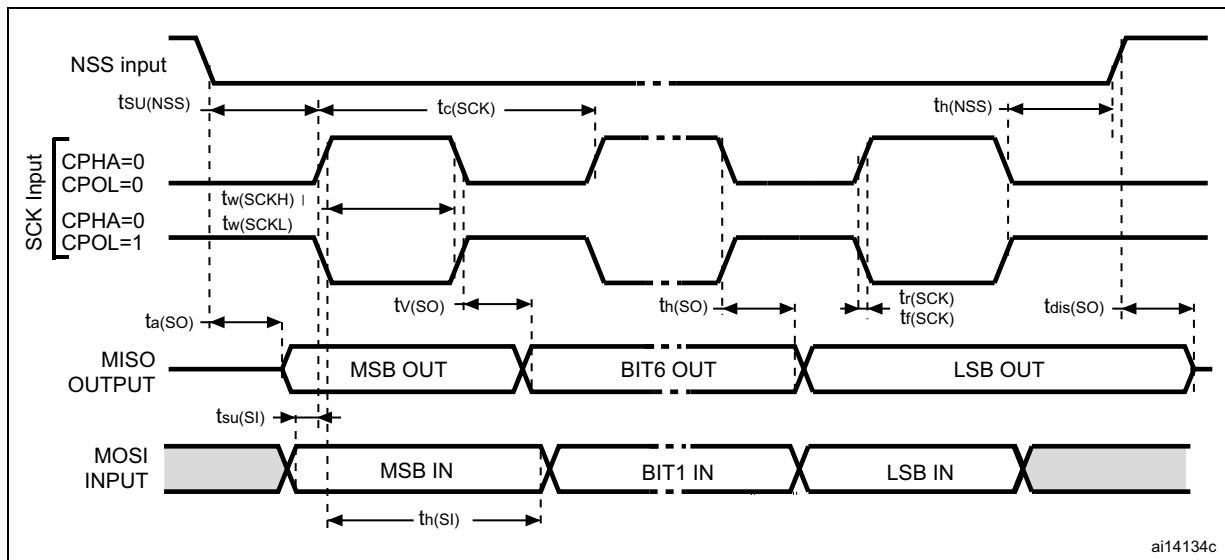 NSS input
tSU(NSS)
tc(SCK)
th(NSS)
SCK Input
CPHA=0
CPOL=0
tw(SCKH)
CPHA=0
CPOL=1
tw(SCKL)
tV(SO)
th(SO)
tr(SCK)
tf(SCK)
ta(SO)
tdis(SO)
MISO
OUTPUT
MSB OUT
BIT6 OUT
LSB OUT
tsu(SI)
MOSI
INPUT
MSB IN
BIT1 IN
LSB IN
th(SI)
ai14134c